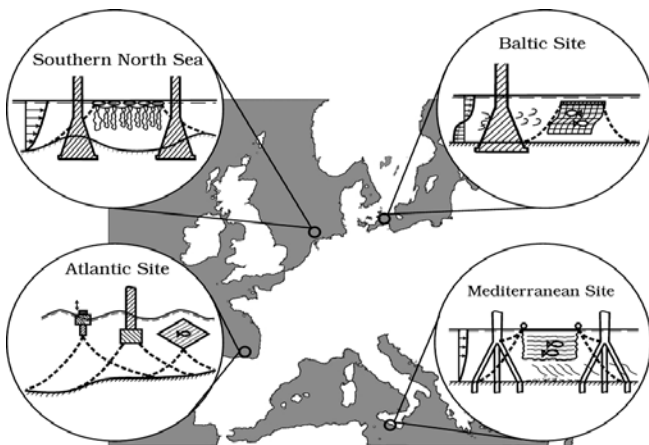 Southern North Sea
Baltic Site
Atlantic Site
Mediterranean Site